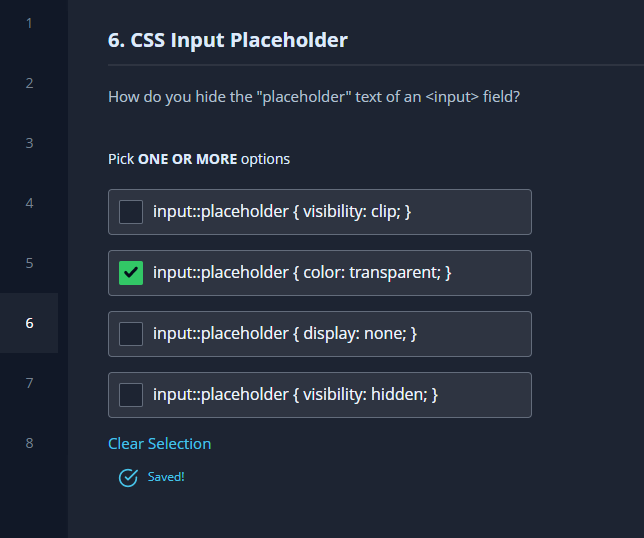 1
2
3
4
5
6
7
8
6. CSS Input Placeholder
How do you hide the "placeholder" text of an <input> field?
Pick ONE OR MORE options
input::placeholder { visibility: clip; }
input::placeholder { color: transparent; }
input::placeholder { display: none; }
input::placeholder { visibility: hidden; }
Clear Selection
Saved!